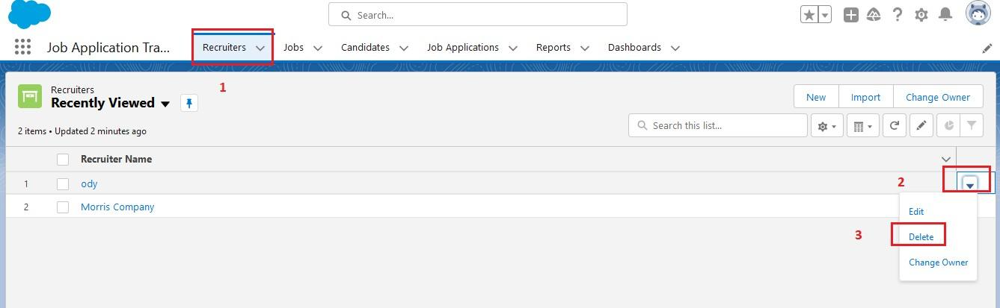 Search...
Job Application Tra... Recruiters Jobs Candidates Job Applications Reports Dashboards
1
Recruiters
Recently Viewed
New Import Change Owner
2 items • Updated 2 minutes ago
Search this list...
Recruiter Name
1 ody
2
2 Morris Company
Edit
3
Delete
Change Owner